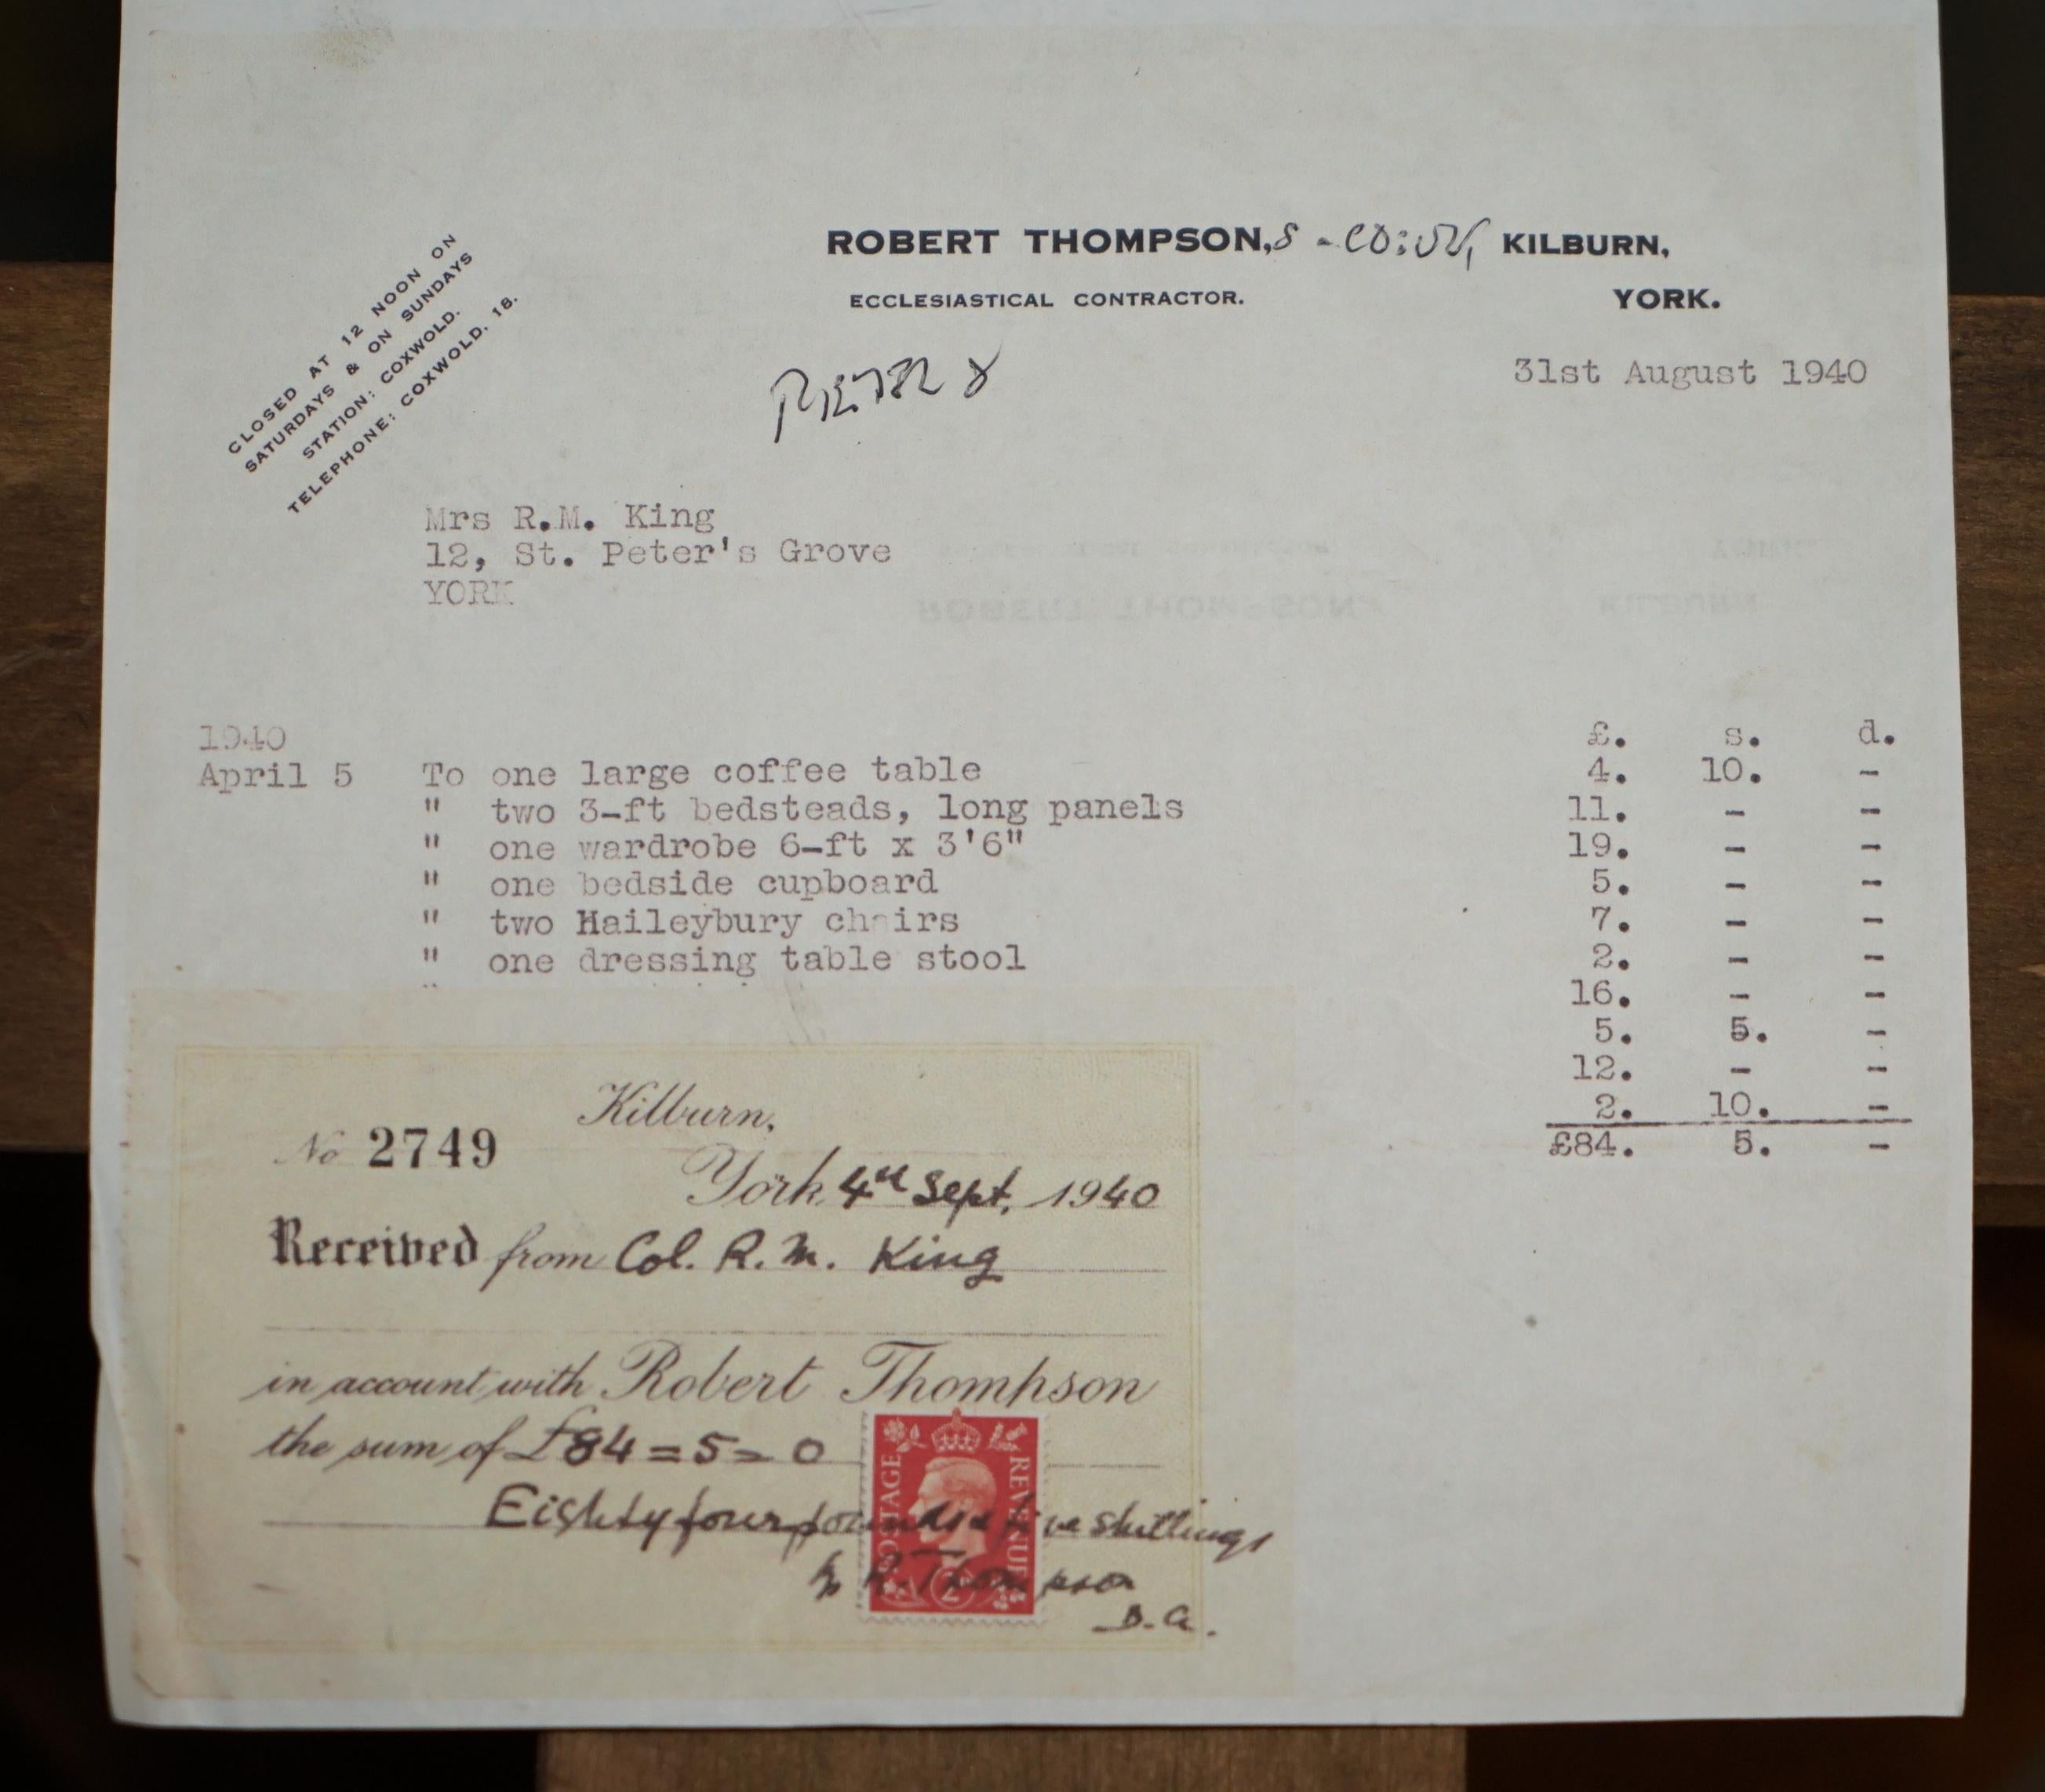 CLOSED AT 12 NOON ON
SATURDAYS & ON SUNDAYS
STATION: COXWOLD.
TELEPHONE: COXWOLD. 18.
ROBERT THOMPSON, KILBURN,
ECCLESIASTICAL CONTRACTOR. YORK.
31st August 1940
Mrs R.M. King
12, St. Peter's Grove
YORK
1940 £. s. d.
April 5 To one large coffee table 4. 10. -
" two 3-ft bedsteads, long panels 11. - -
" one wardrobe 6-ft x 3'6" 19. - -
" one bedside cupboard 5. - -
" two Haileybury chairs 7. - -
" one dressing table stool 2. - -
16. - -
5. 5. -
12. - -
2. 10. -
£84. 5. -
Kilburn,
No 2749
York 4th Sept, 1940
Received from Col. R. M. King
in account with Robert Thompson
the sum of £84=5=0
Eighty four pounds & five shillings
R. Thompson
D.A.
POSTAGE REVENUE
ROBERT THOMPSON
KILBURN